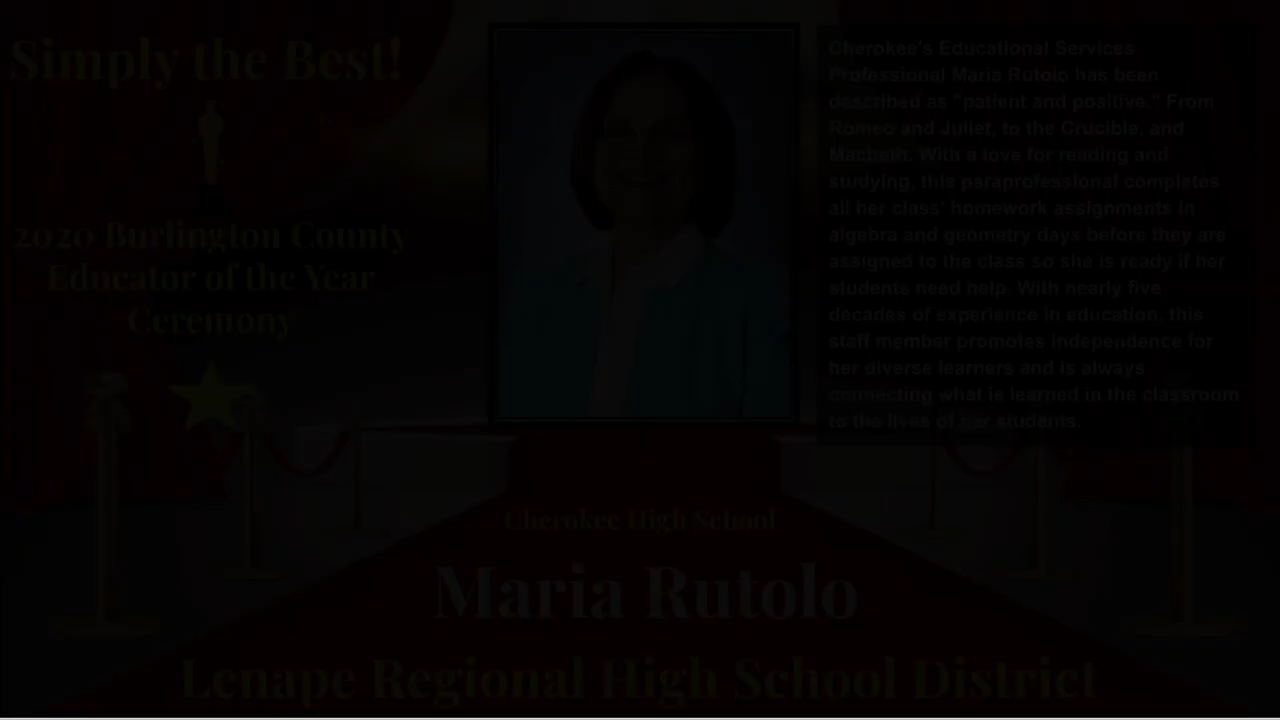 Simply the Best!
2020 Burlington County
Educator of the Year
Ceremony
Cherokee's Educational Services
Professional Maria Rutolo has been
described as "patient and positive." From
Romeo and Juliet, to the Crucible, and
Macbeth. With a love for reading and
studying, this paraprofessional completes
all her class' homework assignments in
algebra and geometry days before they are
assigned to the class so she is ready if her
students need help. With nearly five
decades of experience in education, this
staff member promotes independence for
her diverse learners and is always
connecting what is learned in the classroom
to the lives of her students.
Cherokee High School
Maria Rutolo
Lenape Regional High School District